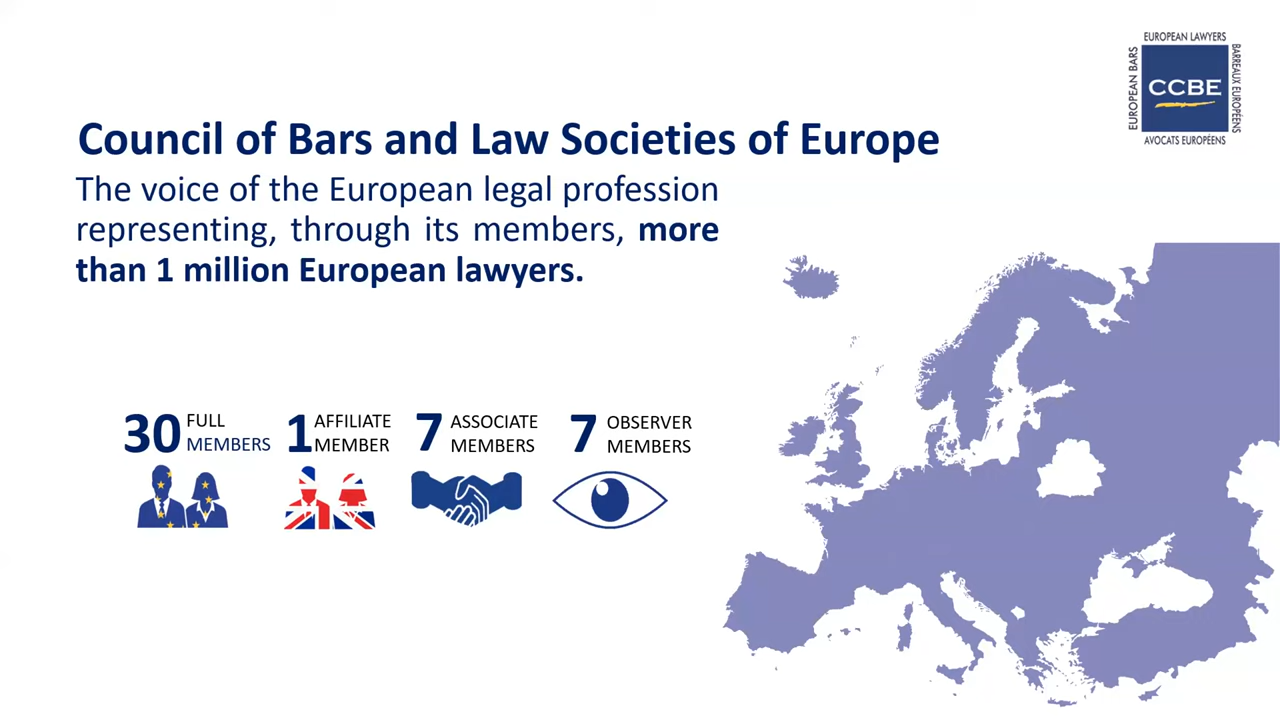 EUROPEAN LAWYERS
EUROPEAN BARS
CCBE
BARREAUX EUROPÉENS
AVOCATS EUROPÉENS
Council of Bars and Law Societies of Europe
The voice of the European legal profession
representing, through its members, more
than 1 million European lawyers.
30 FULL
MEMBERS
1 AFFILIATE
MEMBER
7 ASSOCIATE
MEMBERS
7 OBSERVER
MEMBERS